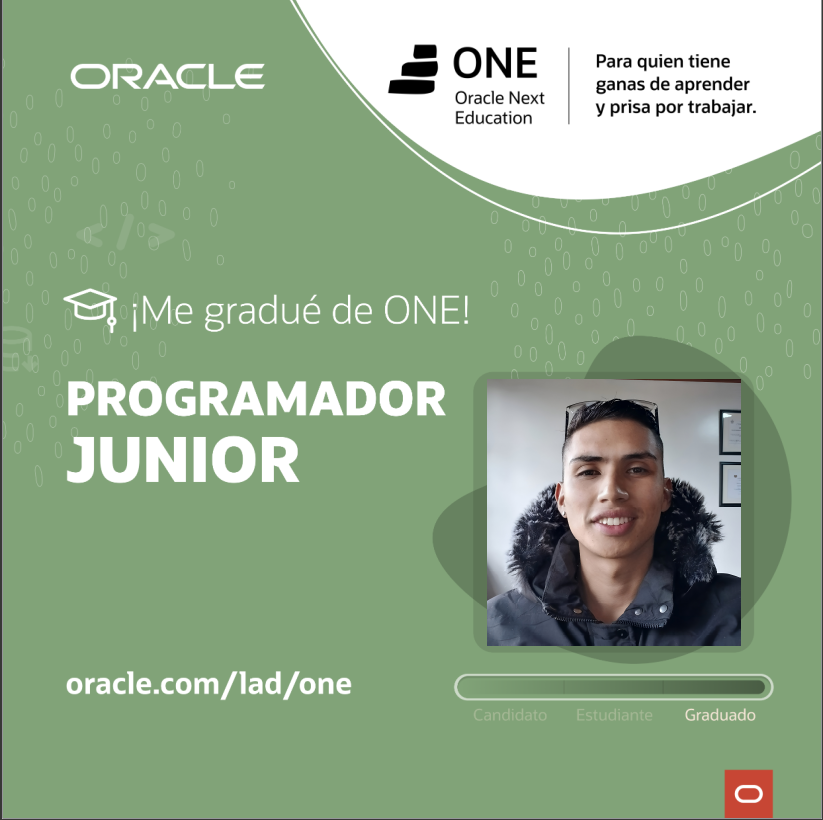 ORACLE
ONE
Oracle Next
Education
Para quien tiene
ganas de aprender
y prisa por trabajar.
</>
¡Me gradué de ONE!
PROGRAMADOR
JUNIOR
oracle.com/lad/one
Candidato Estudiante Graduado